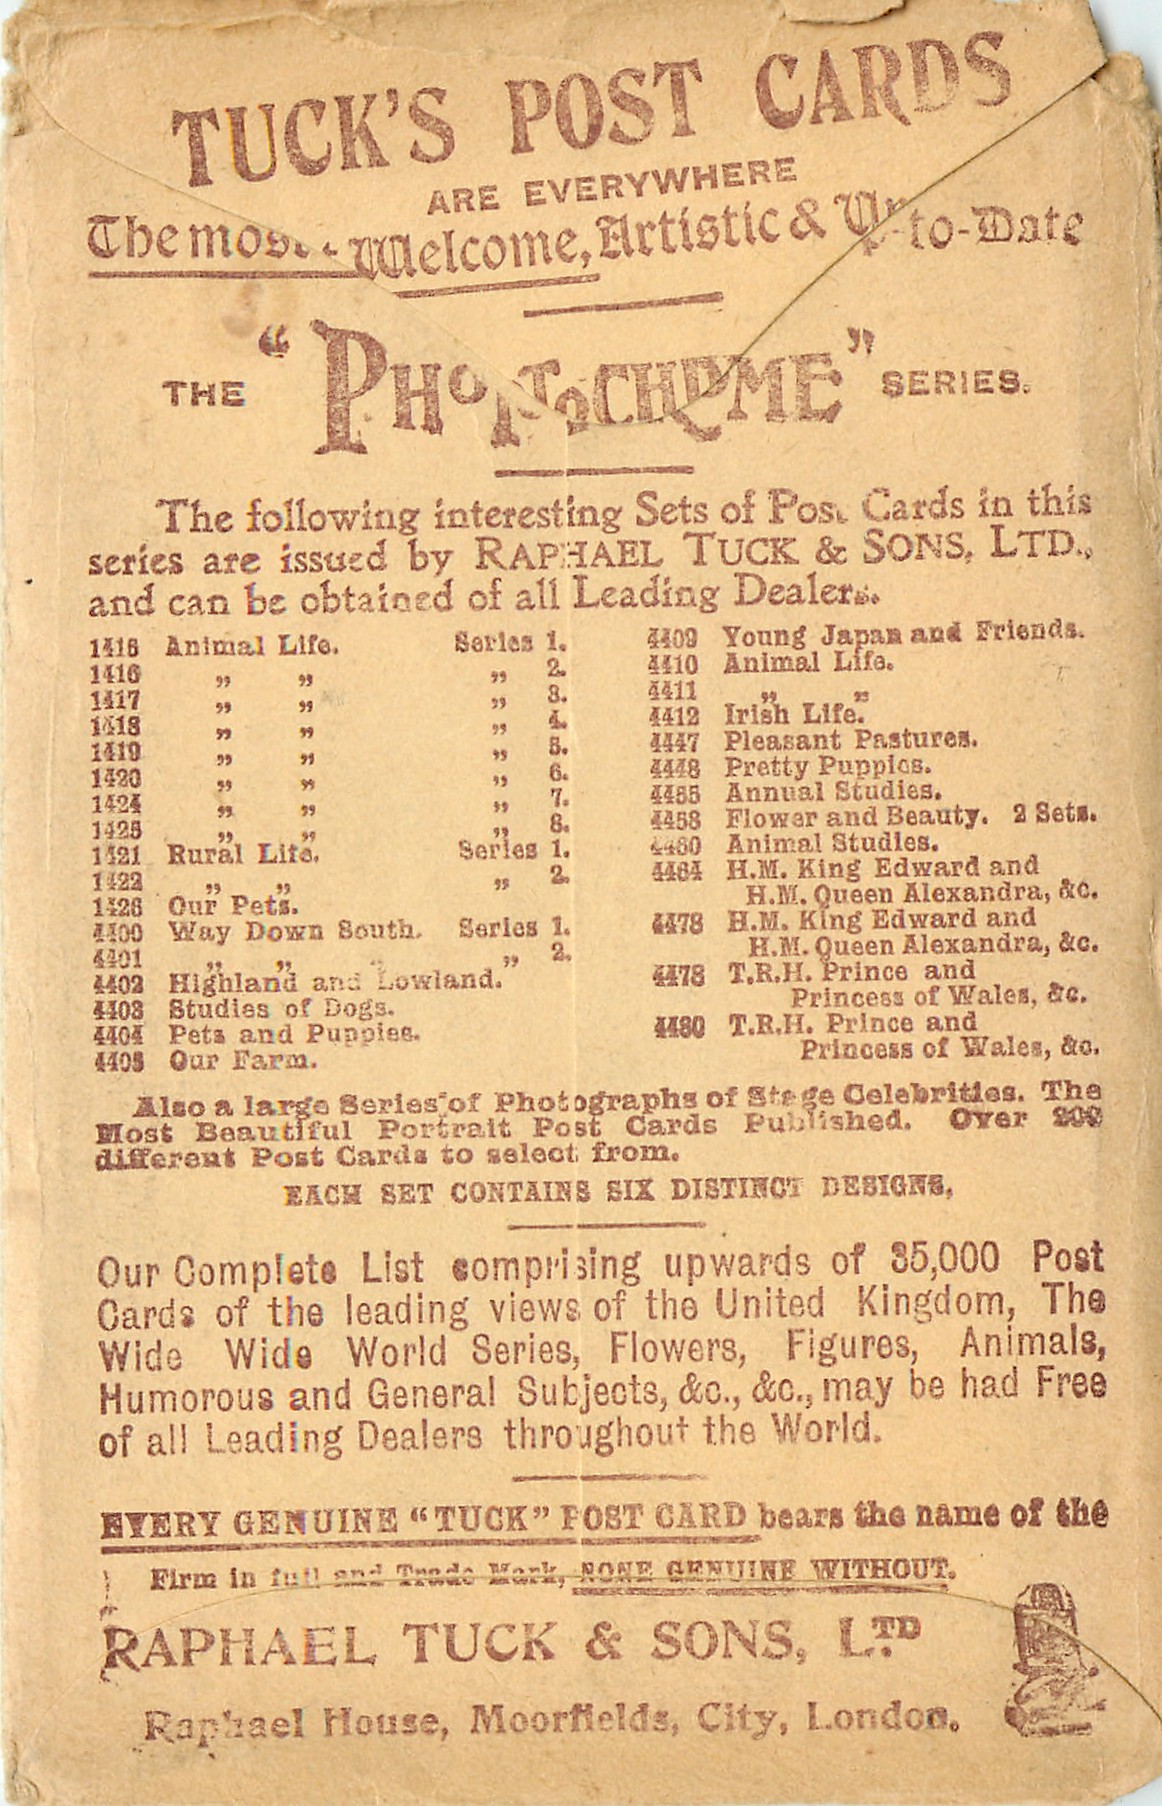 TUCK'S POST CARDS
ARE EVERYWHERE
The most Welcome, Artistic & Up-to-Date
THE "PHOTOCHROME" SERIES.
The following interesting Sets of Post Cards in this
series are issued by RAPHAEL TUCK & SONS, LTD.,
and can be obtained of all Leading Dealers.
1415 Animal Life. Series 1.
1416 „ „ „ 2.
1417 „ „ „ 3.
1418 „ „ „ 4.
1419 „ „ „ 5.
1420 „ „ „ 6.
1424 „ „ „ 7.
1425 „ „ „ 8.
1421 Rural Life. Series 1.
1422 „ „ „ 2.
1426 Our Pets.
4400 Way Down South. Series 1.
4401 „ „ „ „ 2.
4402 Highland and Lowland.
4403 Studies of Dogs.
4404 Pets and Puppies.
4405 Our Farm.
4409 Young Japan and Friends.
4410 Animal Life.
4411 „ „
4412 Irish Life.
4447 Pleasant Pastures.
4448 Pretty Puppies.
4455 Annual Studies.
4458 Flower and Beauty. 2 Sets.
4460 Animal Studies.
4464 H.M. King Edward and
H.M. Queen Alexandra, &c.
4478 H.M. King Edward and
H.M. Queen Alexandra, &c.
4478 T.R.H. Prince and
Princess of Wales, &c.
4480 T.R.H. Prince and
Princess of Wales, &c.
Also a large Series of Photographs of Stage Celebrities. The
Most Beautiful Portrait Post Cards Published. Over 200
different Post Cards to select from.
EACH SET CONTAINS SIX DISTINCT DESIGNS.
Our Complete List comprising upwards of 35,000 Post
Cards of the leading views of the United Kingdom, The
Wide Wide World Series, Flowers, Figures, Animals,
Humorous and General Subjects, &c., &c., may be had Free
of all Leading Dealers throughout the World.
EVERY GENUINE "TUCK" POST CARD bears the name of the
Firm in full and Trade Mark, NONE GENUINE WITHOUT.
RAPHAEL TUCK & SONS, LTD
Raphael House, Moorfields, City, London.